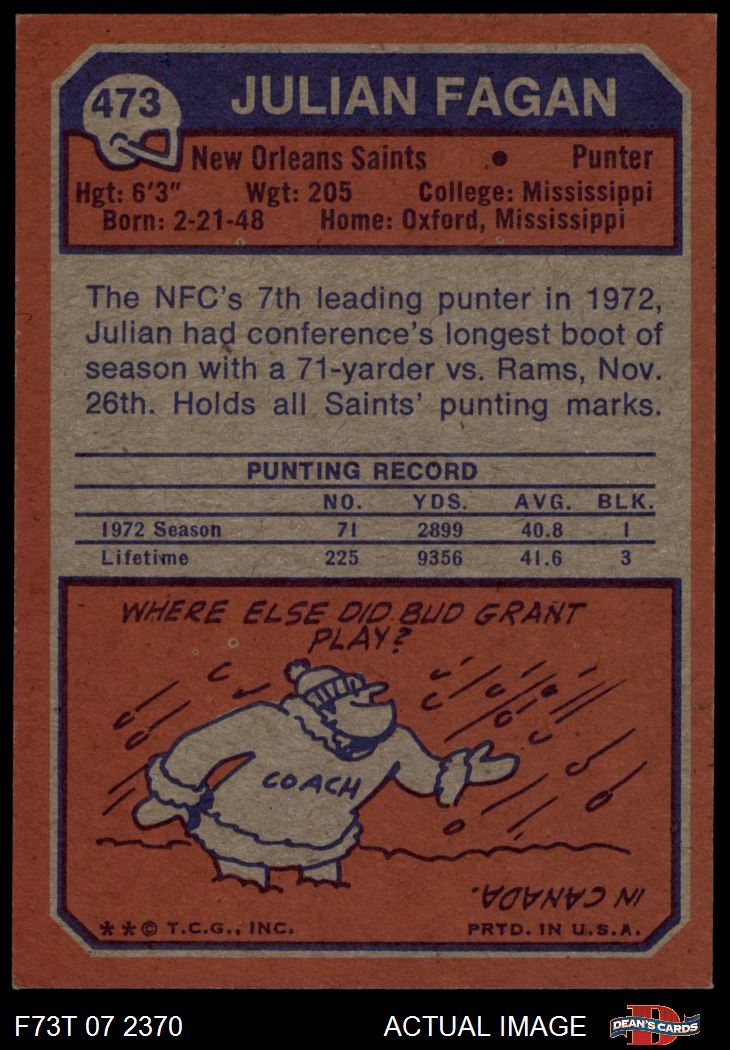 473
JULIAN FAGAN
New Orleans Saints • Punter
Hgt: 6'3" Wgt: 205 College: Mississippi
Born: 2-21-48 Home: Oxford, Mississippi
The NFC's 7th leading punter in 1972,
Julian had conference's longest boot of
season with a 71-yarder vs. Rams, Nov.
26th. Holds all Saints' punting marks.
PUNTING RECORD
NO. YDS. AVG. BLK.
1972 Season 71 2899 40.8 1
Lifetime 225 9356 41.6 3
WHERE ELSE DID BUD GRANT
PLAY?
COACH
IN CANADA.
**© T.C.G., INC. PRTD. IN U.S.A.
F73T 07 2370 ACTUAL IMAGE
D
DEAN'S CARDS